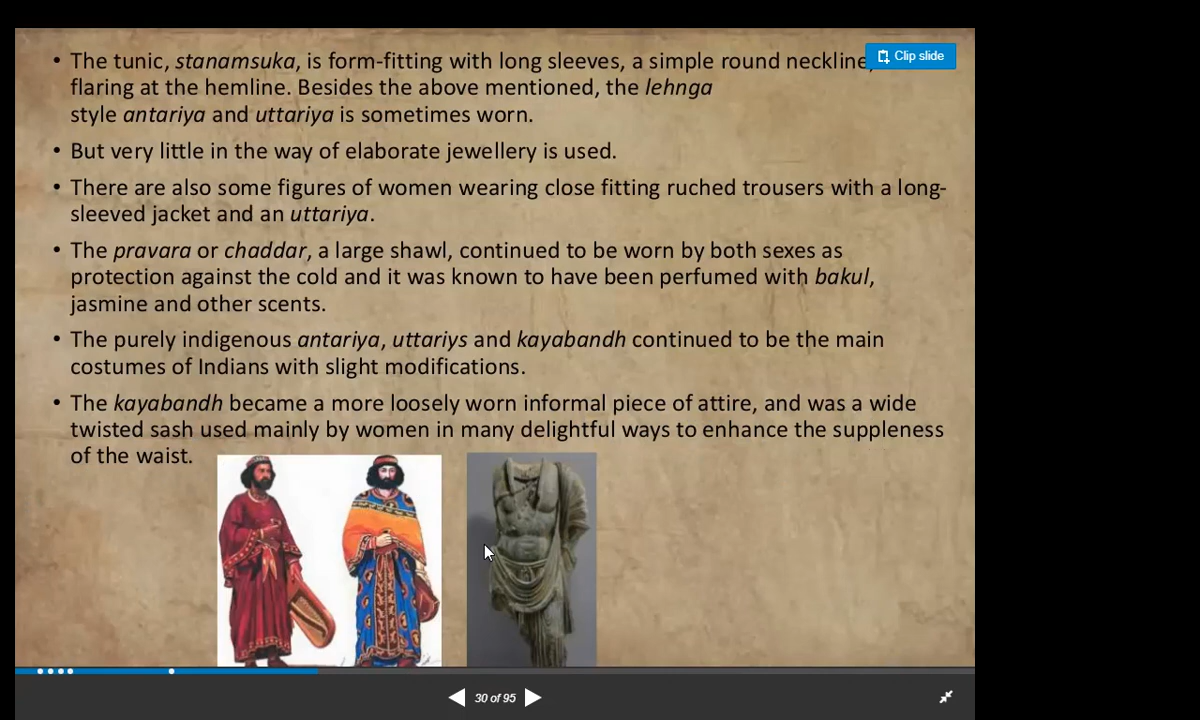 • The tunic, stanamsuka, is form-fitting with long sleeves, a simple round neckline,
Clip slide
flaring at the hemline. Besides the above mentioned, the lehnga
style antariya and uttariya is sometimes worn.
• But very little in the way of elaborate jewellery is used.
• There are also some figures of women wearing close fitting ruched trousers with a long-
sleeved jacket and an uttariya.
• The pravara or chaddar, a large shawl, continued to be worn by both sexes as
protection against the cold and it was known to have been perfumed with bakul,
jasmine and other scents.
• The purely indigenous antariya, uttariys and kayabandh continued to be the main
costumes of Indians with slight modifications.
• The kayabandh became a more loosely worn informal piece of attire, and was a wide
twisted sash used mainly by women in many delightful ways to enhance the suppleness
of the waist.
30 of 95